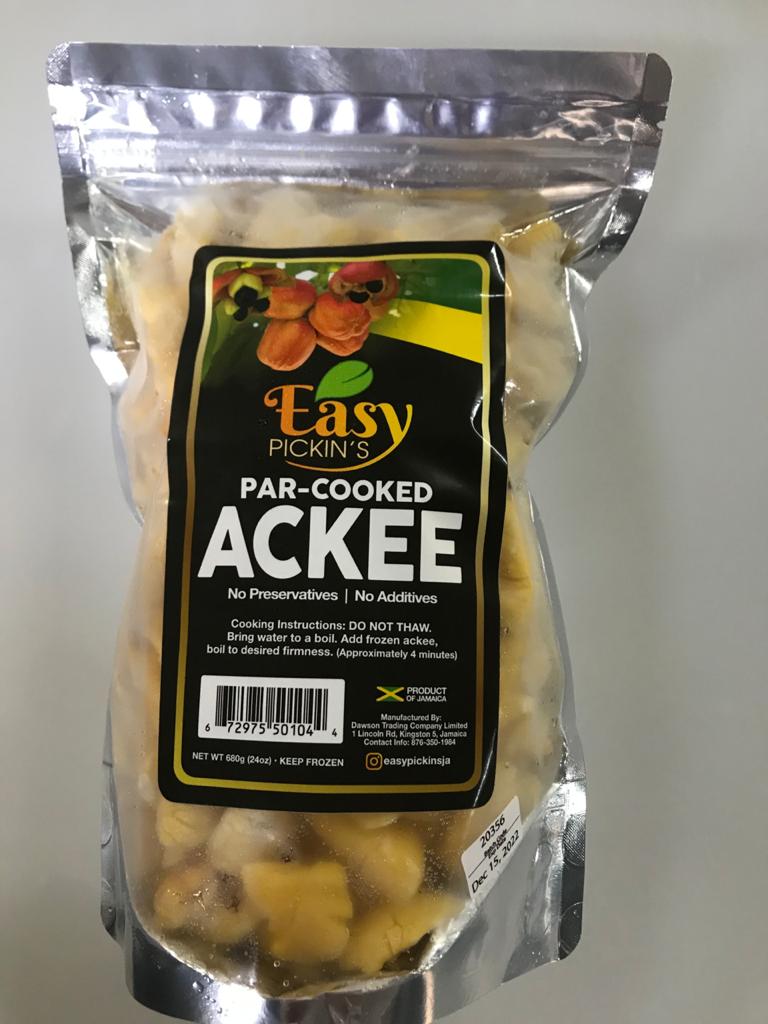 Easy
PICKIN'S
PAR-COOKED
ACKEE
No Preservatives | No Additives
Cooking Instructions: DO NOT THAW.
Bring water to a boil. Add frozen ackee,
boil to desired firmness. (Approximately 4 minutes)
6 72975 50104 4
PRODUCT
OF JAMAICA
Manufactured By:
Dawson Trading Company Limited
1 Lincoln Rd, Kingston 5, Jamaica
Contact Info: 876-350-1984
NET WT 680g (24oz) • KEEP FROZEN
easypickinsja
20356
Dec 15, 2022